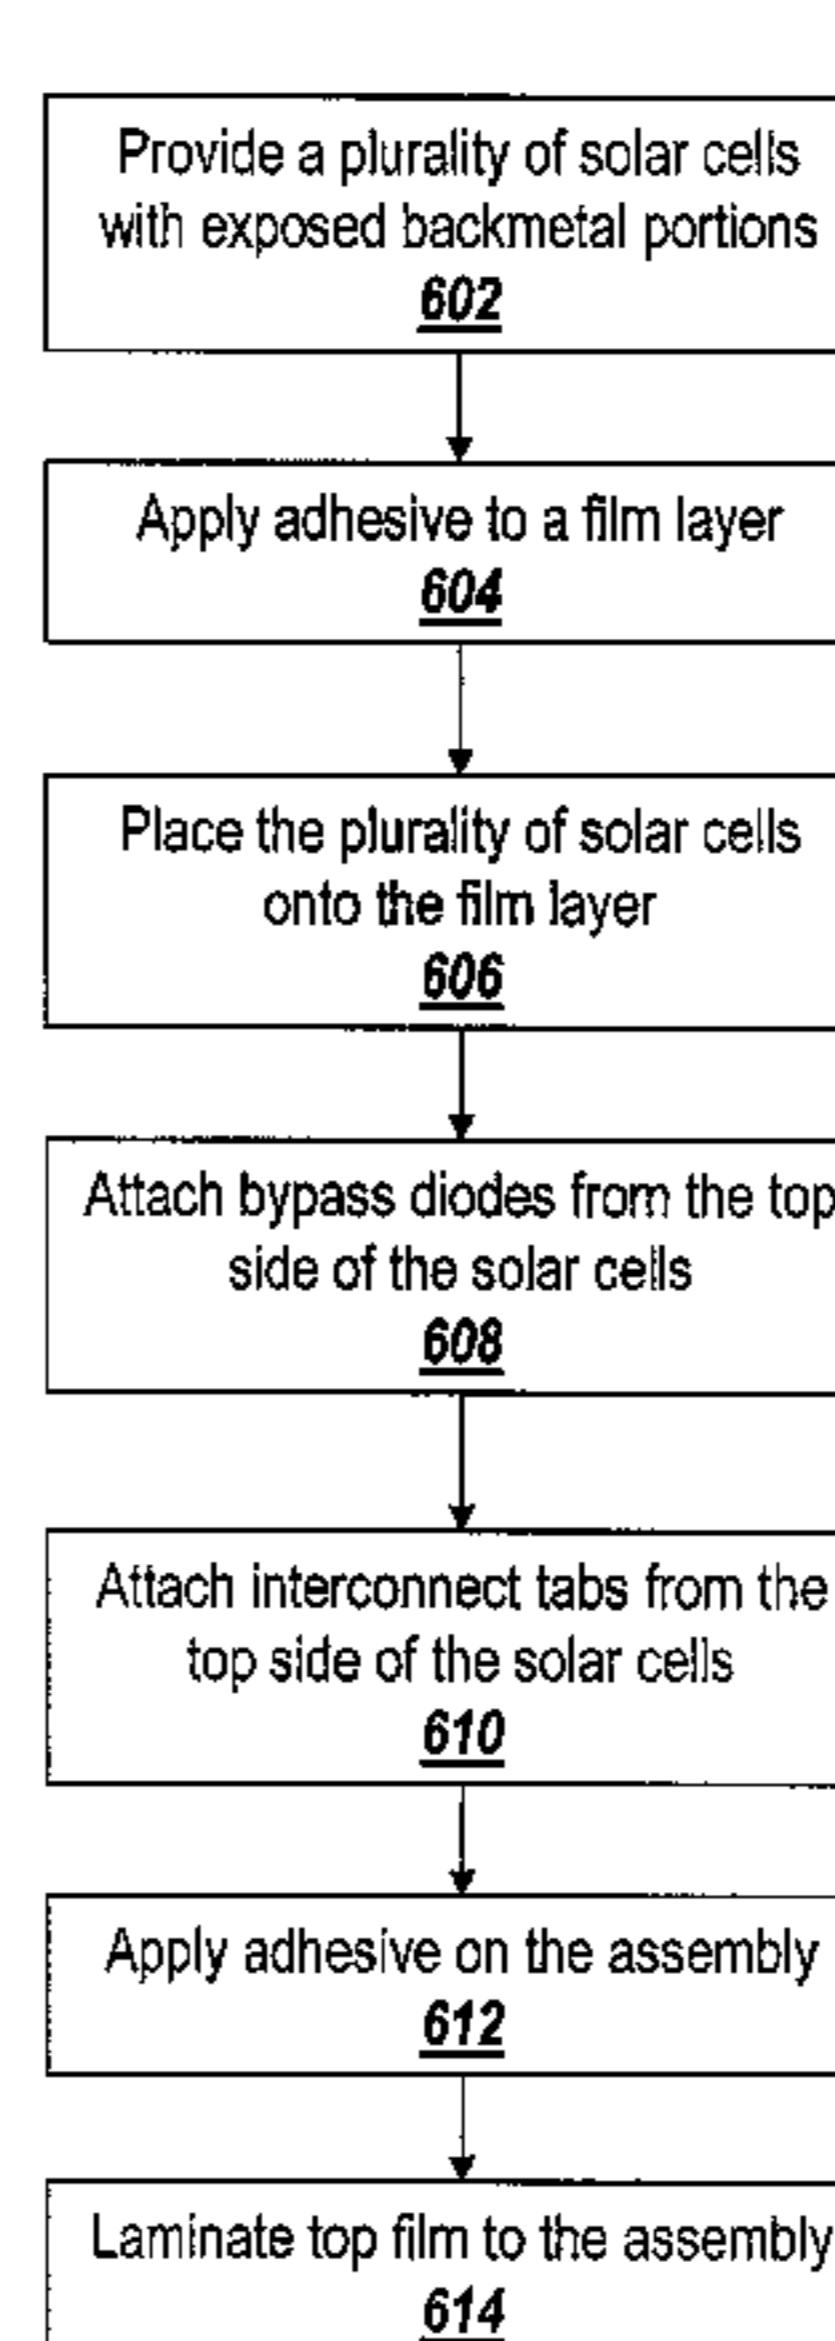 Provide a plurality of solar cells
with exposed backmetal portions
602
Apply adhesive to a film layer
604
Place the plurality of solar cells
onto the film layer
606
Attach bypass diodes from the top
side of the solar cells
608
Attach interconnect tabs from the
top side of the solar cells
610
Apply adhesive on the assembly
612
Laminate top film to the assembly
614